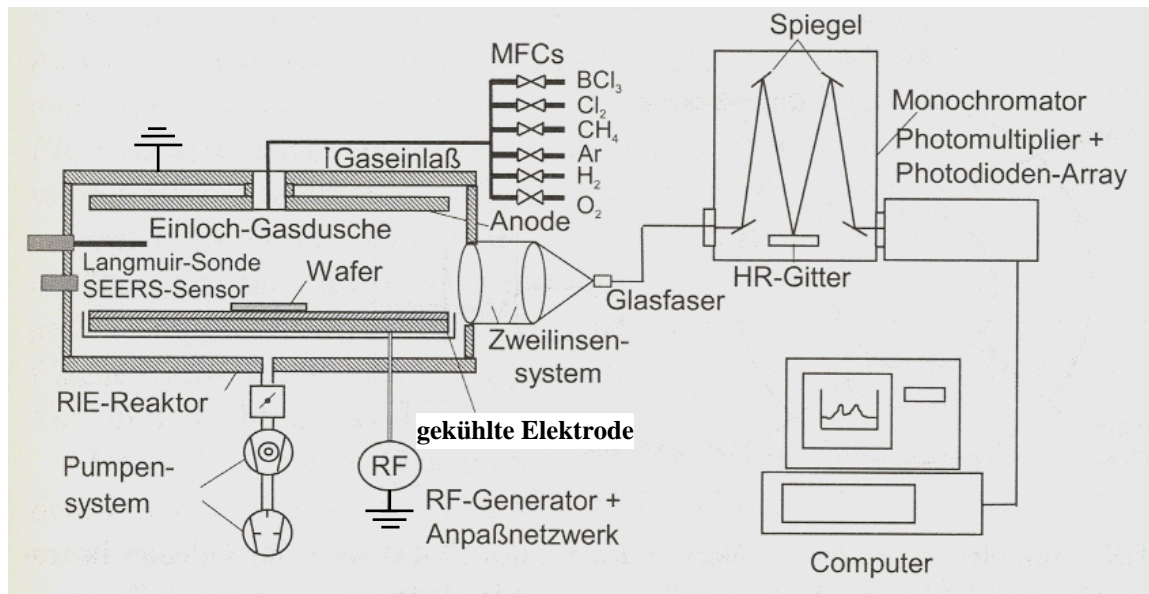 Spiegel
MFCs
BCl₃
Cl₂
CH₄
Ar
H₂
O₂
Monochromator
Photomultiplier +
Photodioden-Array
Gaseinlaß
Anode
Einloch-Gasdusche
Langmuir-Sonde
SEERS-Sensor
Wafer
HR-Gitter
Glasfaser
Zweilinsen-
system
RIE-Reaktor
gekühlte Elektrode
Pumpen-
system
RF
RF-Generator +
Anpaßnetzwerk
Computer